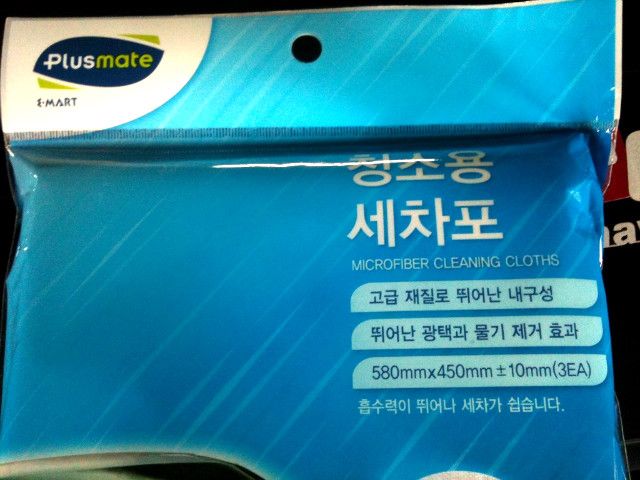 Plusmate
E·MART
청소용
세차포
MICROFIBER CLEANING CLOTHS
고급 재질로 뛰어난 내구성
뛰어난 광택과 물기 제거 효과
580mmx450mm±10mm(3EA)
흡수력이 뛰어나 세차가 쉽습니다.